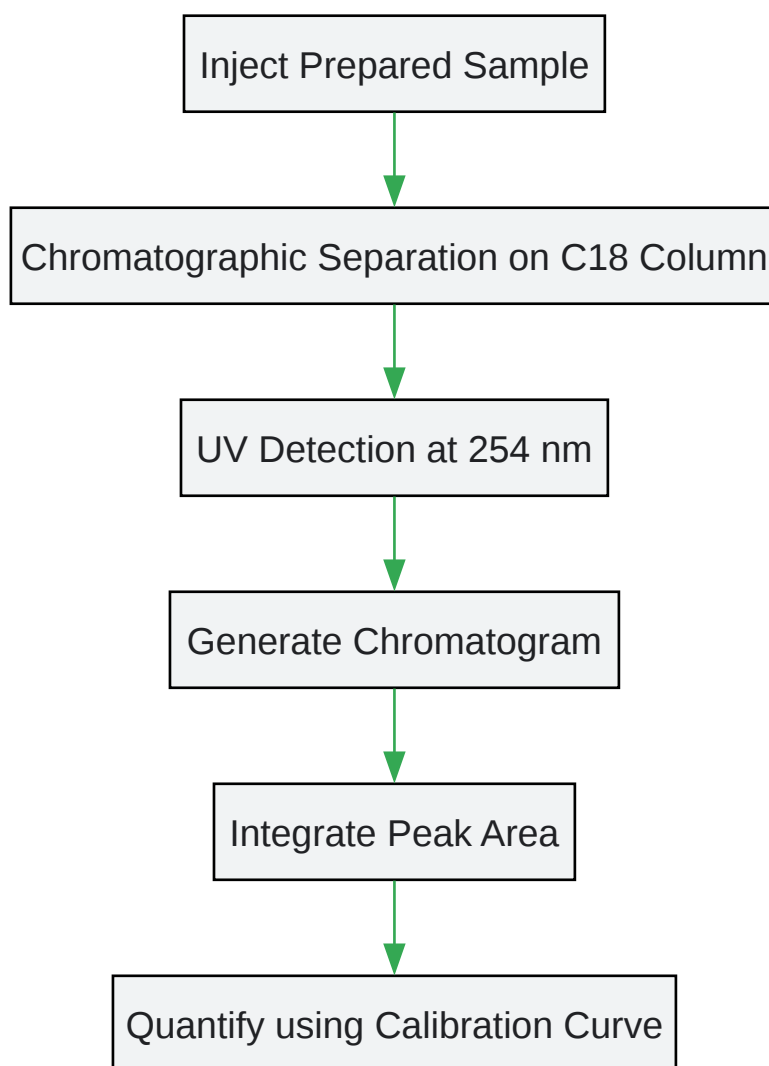 Inject Prepared Sample
Chromatographic Separation on C18 Column
UV Detection at 254 nm
Generate Chromatogram
Integrate Peak Area
Quantify using Calibration Curve